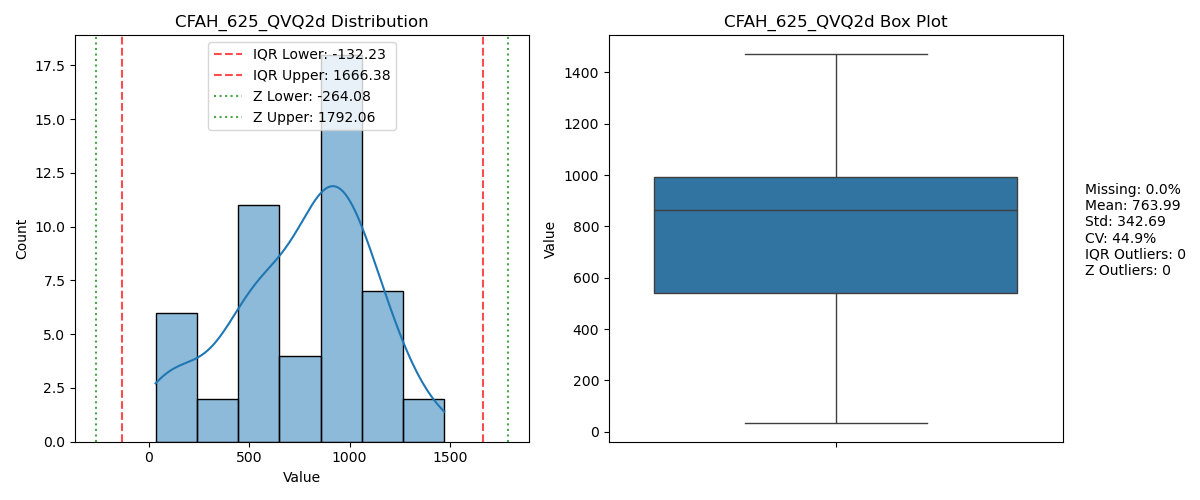 CFAH_625_QVQ2d Distribution
IQR Lower: -132.23
IQR Upper: 1666.38
Z Lower: -264.08
Z Upper: 1792.06
17.5
15.0
12.5
10.0
7.5
5.0
2.5
0.0
Count
0
500
1000
1500
Value
CFAH_625_QVQ2d Box Plot
1400
1200
1000
800
600
400
200
0
Value
Missing: 0.0%
Mean: 763.99
Std: 342.69
CV: 44.9%
IQR Outliers: 0
Z Outliers: 0